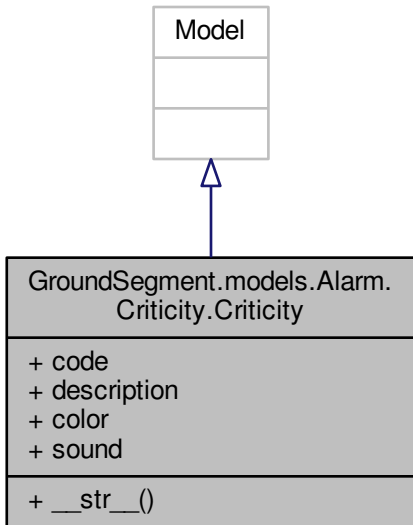 Model
GroundSegment.models.Alarm.
Criticity.Criticity
+ code
+ description
+ color
+ sound
+ __str__()